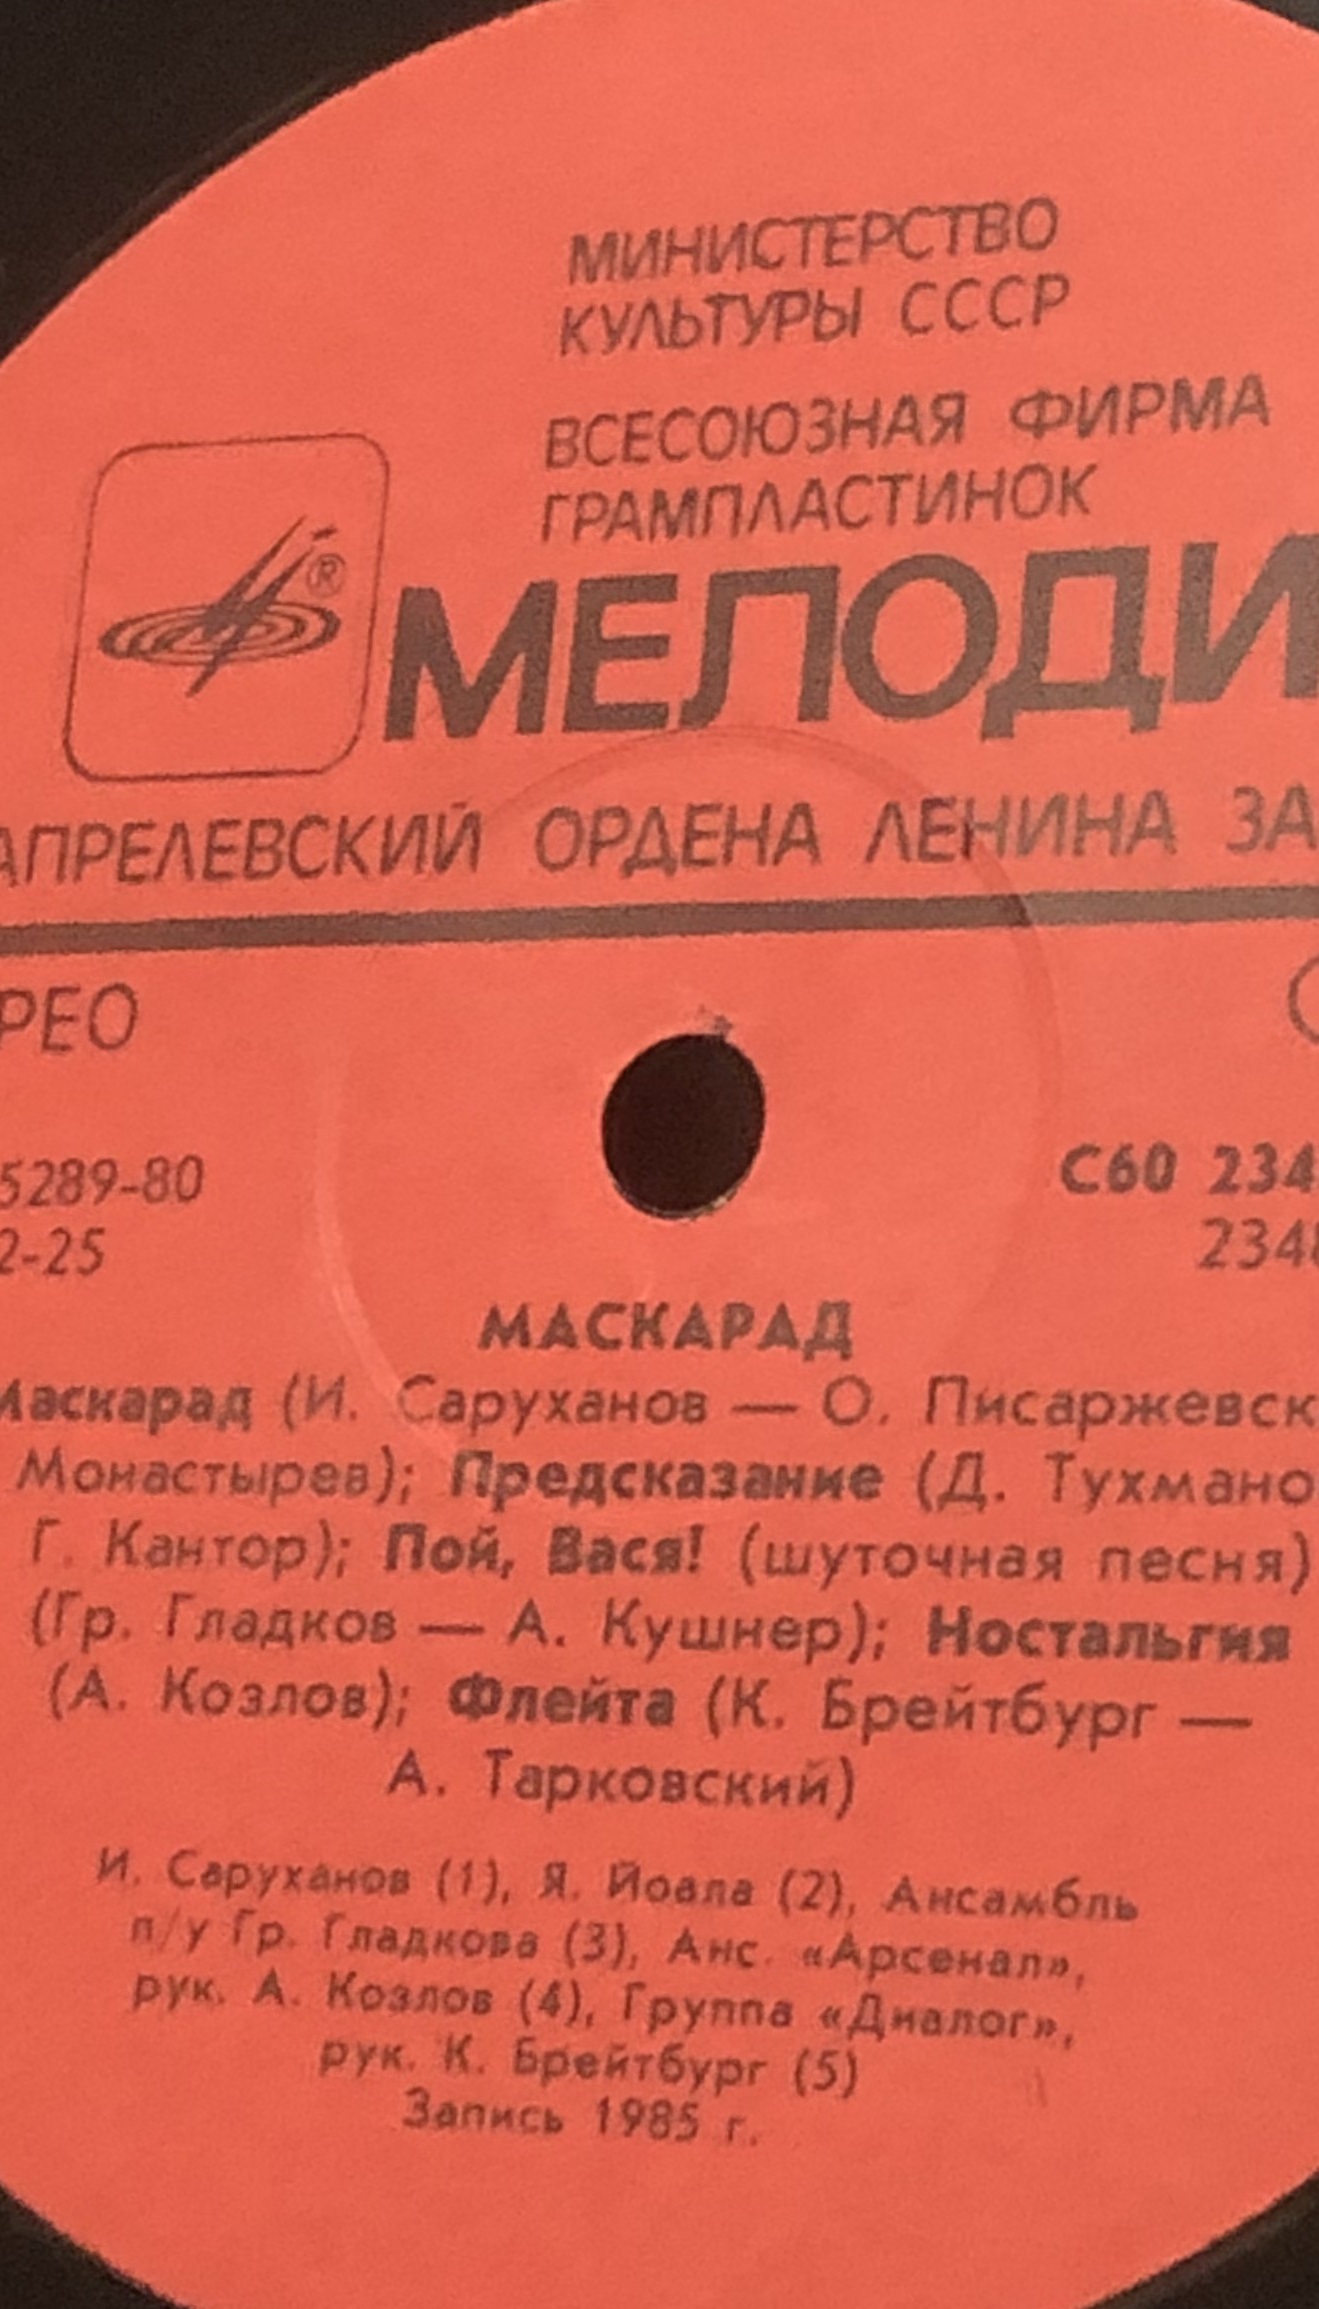 МИНИСТЕРСТВО
КУЛЬТУРЫ СССР
ВСЕСОЮЗНАЯ ФИРМА
ГРАМПЛАСТИНОК
®
МЕЛОДИ
АПРЕЛЕВСКИЙ ОРДЕНА ЛЕНИНА ЗА
РЕО
5289-80 С60 234
2-25 234
МАСКАРАД
Маскарад (И. Саруханов — О. Писаржевск
Монастырев); Предсказание (Д. Тухмано
Г. Кантор); Пой, Вася! (шуточная песня)
(Гр. Гладков — А. Кушнер); Ностальгия
(А. Козлов); Флейта (К. Брейтбург —
А. Тарковский)
И. Саруханов (1), Я. Йоала (2), Ансамбль
п/у Гр. Гладкова (3), Анс. «Арсенал»,
рук. А. Козлов (4), Группа «Диалог»,
рук. К. Брейтбург (5)
Запись 1985 г.